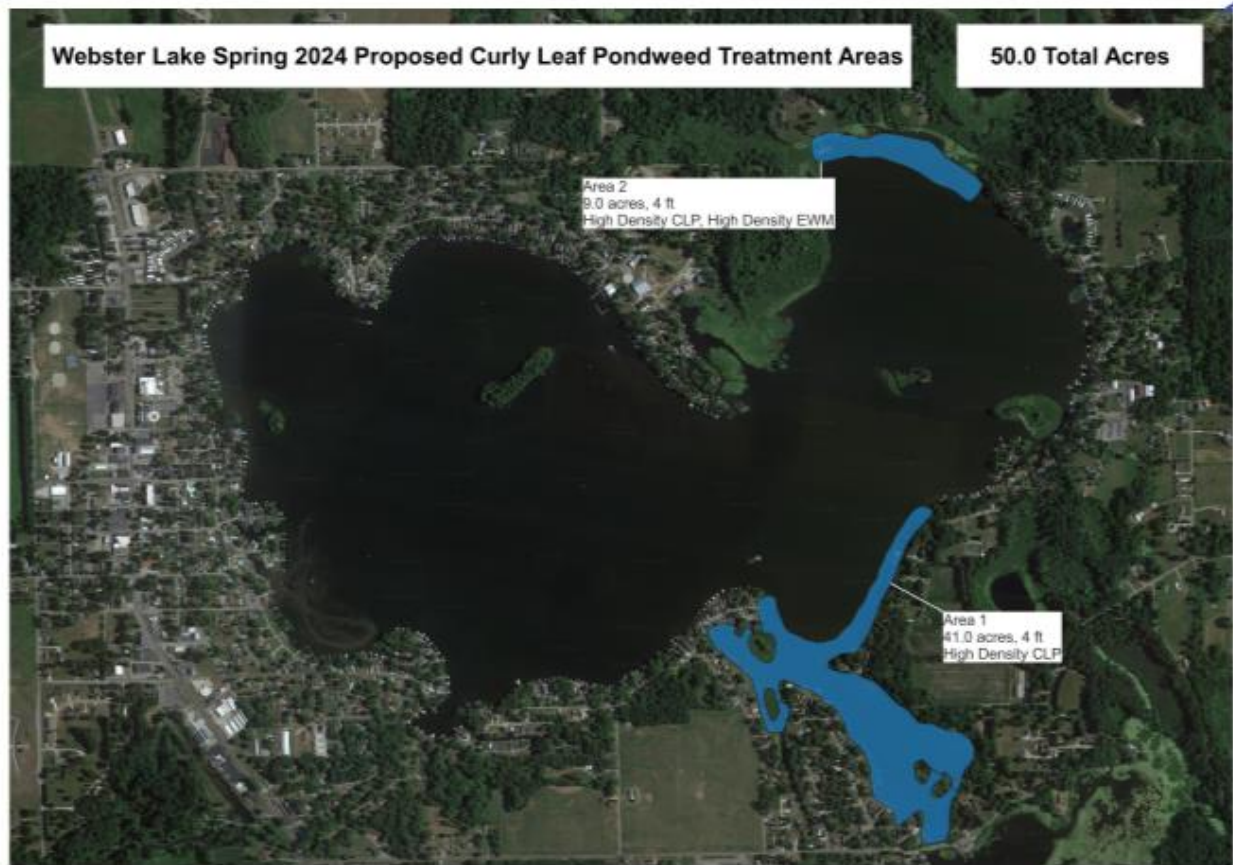 Webster Lake Spring 2024 Proposed Curly Leaf Pondweed Treatment Areas
50.0 Total Acres
Area 2
9.0 acres, 4 ft
High Density CLP, High Density EWM
Area 1
41.0 acres, 4 ft
High Density CLP